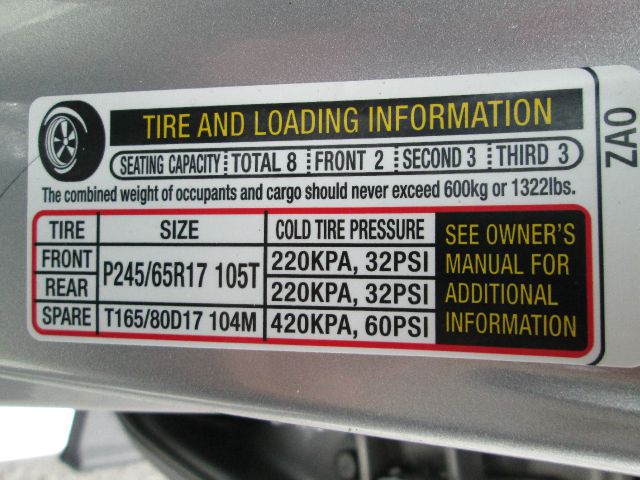 TIRE AND LOADING INFORMATION
SEATING CAPACITY TOTAL 8 FRONT 2 SECOND 3 THIRD 3
The combined weight of occupants and cargo should never exceed 600kg or 1322lbs.
TIRE SIZE COLD TIRE PRESSURE
FRONT P245/65R17 105T 220KPA, 32PSI
REAR 220KPA, 32PSI
SPARE T165/80D17 104M 420KPA, 60PSI
SEE OWNER'S
MANUAL FOR
ADDITIONAL
INFORMATION
ZA0